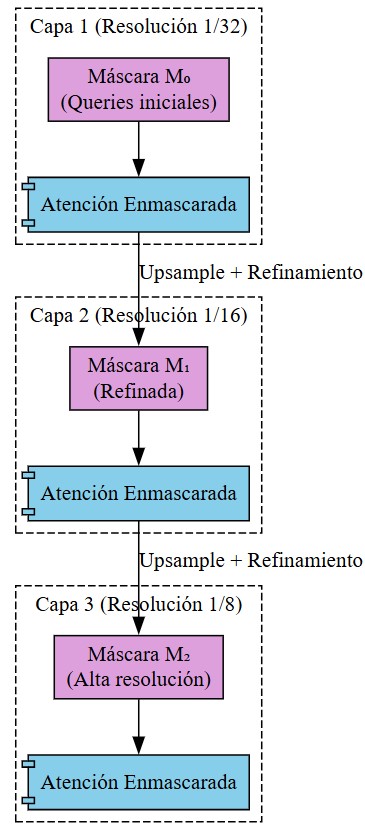 Capa 1 (Resolución 1/32)
Máscara M₀
(Queries iniciales)
Atención Enmascarada
Upsample + Refinamiento
Capa 2 (Resolución 1/16)
Máscara M₁
(Refinada)
Atención Enmascarada
Upsample + Refinamiento
Capa 3 (Resolución 1/8)
Máscara M₂
(Alta resolución)
Atención Enmascarada